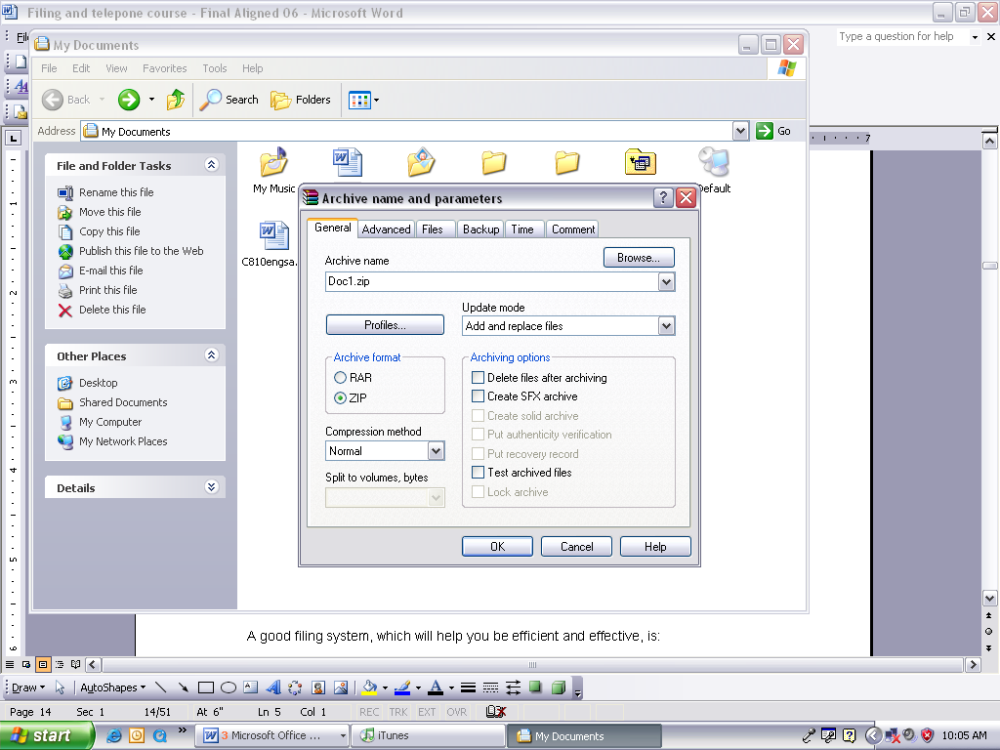 Filing and telepone course - Final Aligned 06 - Microsoft Word
Type a question for help
My Documents
File Edit View Favorites Tools Help
Back Search Folders
Address My Documents Go
File and Folder Tasks
Rename this file
Move this file
Copy this file
Publish this file to the Web
E-mail this file
Print this file
Delete this file
Other Places
Desktop
Shared Documents
My Computer
My Network Places
Details
My Music
Default
C810engsa.
Archive name and parameters
General Advanced Files Backup Time Comment
Archive name
Browse...
Doc1.zip
Update mode
Profiles...
Add and replace files
Archive format
RAR
ZIP
Compression method
Normal
Split to volumes, bytes
Archiving options
Delete files after archiving
Create SFX archive
Create solid archive
Put authenticity verification
Put recovery record
Test archived files
Lock archive
OK Cancel Help
7
1
2
3
4
5
6
A good filing system, which will help you be efficient and effective, is:
Draw AutoShapes
Page 14 Sec 1 14/51 At 6" Ln 5 Col 1 REC TRK EXT OVR
start 3 Microsoft Office ... iTunes My Documents 10:05 AM